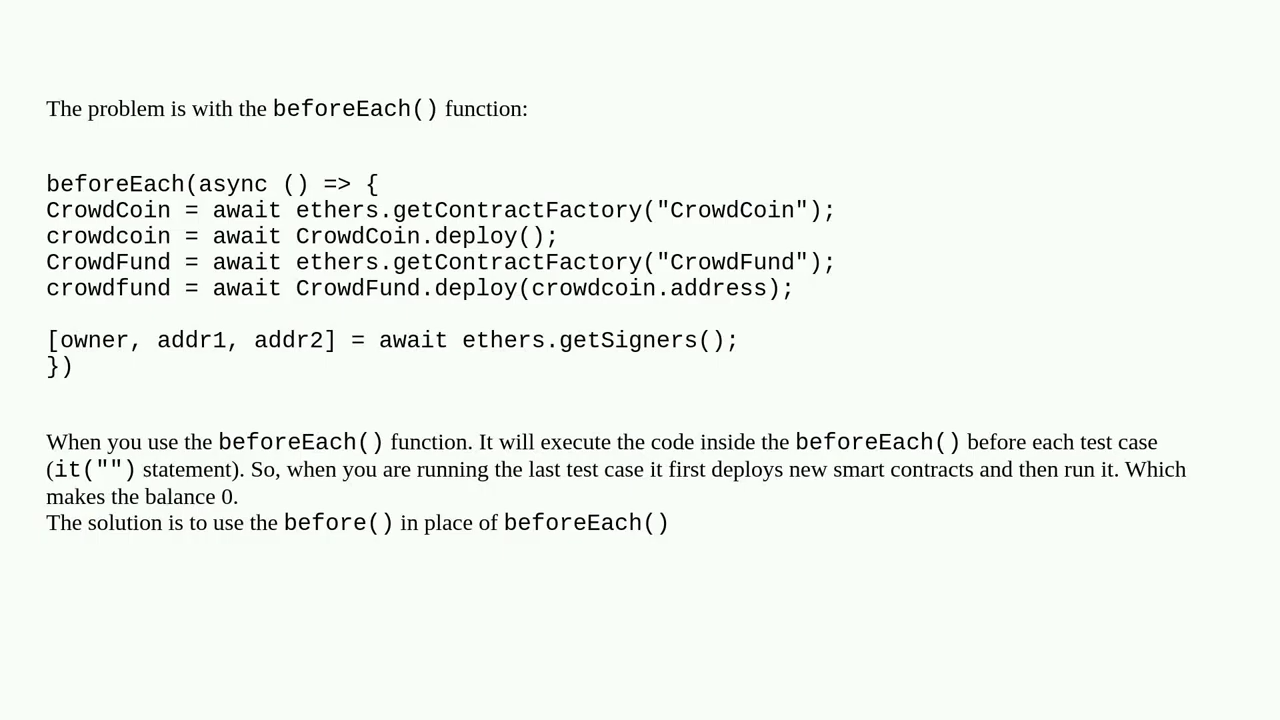 The problem is with the beforeEach() function:
beforeEach(async () => {
CrowdCoin = await ethers.getContractFactory("CrowdCoin");
crowdcoin = await CrowdCoin.deploy();
CrowdFund = await ethers.getContractFactory("CrowdFund");
crowdfund = await CrowdFund.deploy(crowdcoin.address);
[owner, addr1, addr2] = await ethers.getSigners();
})
When you use the beforeEach() function. It will execute the code inside the beforeEach() before each test case
(it("") statement). So, when you are running the last test case it first deploys new smart contracts and then run it. Which
makes the balance 0.
The solution is to use the before() in place of beforeEach()